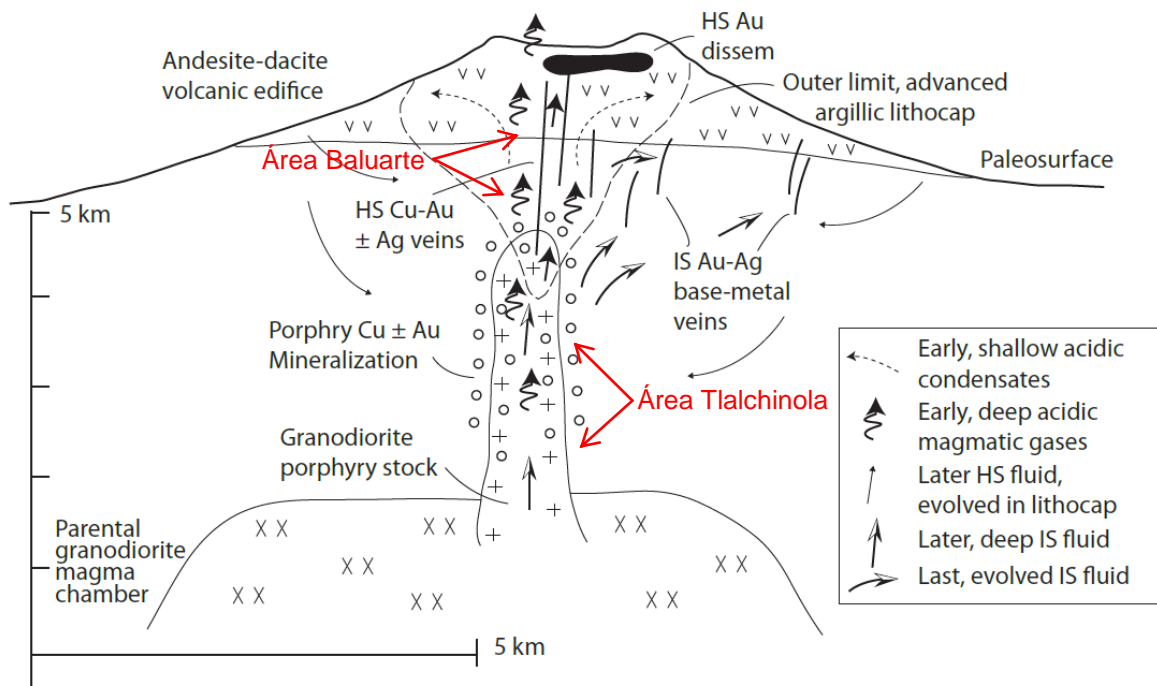 HS Au
dissem
Andesite-dacite
volcanic edifice
Outer limit, advanced
argillic lithocap
Área Baluarte
Paleosurface
5 km
HS Cu-Au
± Ag veins
IS Au-Ag
base-metal
veins
Porphry Cu ± Au
Mineralization
Área Tlalchinola
Granodiorite
porphyry stock
Parental
granodiorite
magma
chamber
5 km
Early, shallow acidic
condensates
Early, deep acidic
magmatic gases
Later HS fluid,
evolved in lithocap
Later, deep IS fluid
Last, evolved IS fluid